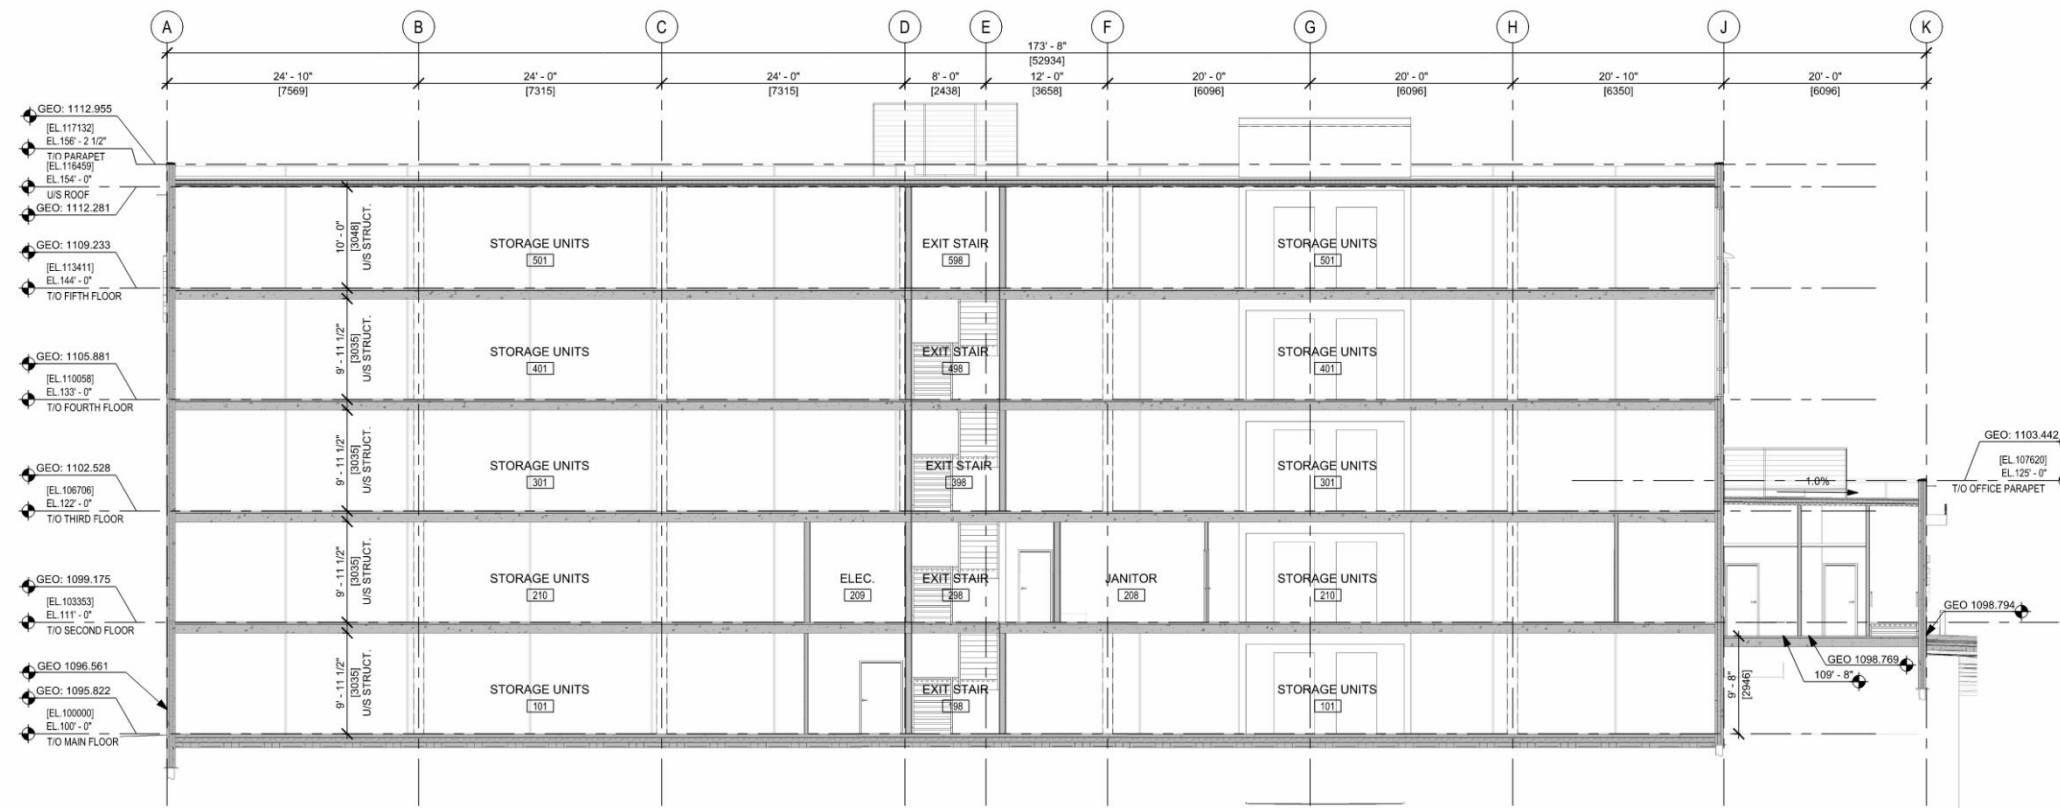 A B C D E F G H J K
173' - 8"
[52934]
24' - 10" 24' - 0" 24' - 0" 8' - 0" 12' - 0" 20' - 0" 20' - 0" 20' - 10" 20' - 0"
[7569] [7315] [7315] [2438] [3658] [6096] [6096] [6350] [6096]
GEO: 1112.955
[EL.117132]
EL.156' - 2 1/2"
T/O PARAPET
[EL.116459]
EL.154' - 0"
U/S ROOF
GEO: 1112.281
10' - 0"
[3048]
U/S STRUCT.
STORAGE UNITS
501
EXIT STAIR
598
STORAGE UNITS
501
GEO: 1109.233
[EL.113411]
EL.144' - 0"
T/O FIFTH FLOOR
9' - 11 1/2"
[3035]
U/S STRUCT.
STORAGE UNITS
401
EXIT STAIR
498
STORAGE UNITS
401
GEO: 1105.881
[EL.110058]
EL.133' - 0"
T/O FOURTH FLOOR
9' - 11 1/2"
[3035]
U/S STRUCT.
STORAGE UNITS
301
EXIT STAIR
398
STORAGE UNITS
301
GEO: 1103.442
[EL.107620]
EL.125' - 0"
T/O OFFICE PARAPET
1.0%
GEO: 1102.528
[EL.106706]
EL.122' - 0"
T/O THIRD FLOOR
9' - 11 1/2"
[3035]
U/S STRUCT.
STORAGE UNITS
210
ELEC.
209
EXIT STAIR
298
JANITOR
208
STORAGE UNITS
210
GEO: 1099.175
[EL.103353]
EL.111' - 0"
T/O SECOND FLOOR
GEO 1098.794
GEO 1098.769
109' - 8"
9' - 8"
[2946]
9' - 11 1/2"
[3035]
U/S STRUCT.
STORAGE UNITS
101
EXIT STAIR
198
STORAGE UNITS
101
GEO 1096.561
GEO: 1095.822
[EL.100000]
EL.100' - 0"
T/O MAIN FLOOR